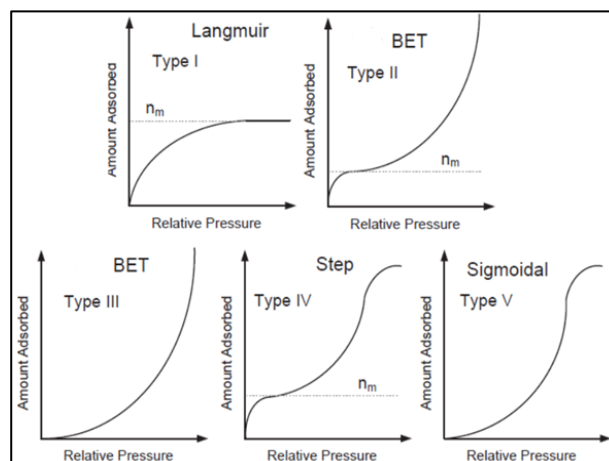 Langmuir
Type I
n_m
Amount Adsorbed
Relative Pressure
BET
Type II
n_m
Amount Adsorbed
Relative Pressure
BET
Type III
Amount Adsorbed
Relative Pressure
Step
Type IV
n_m
Amount Adsorbed
Relative Pressure
Sigmoidal
Type V
Amount Adsorbed
Relative Pressure